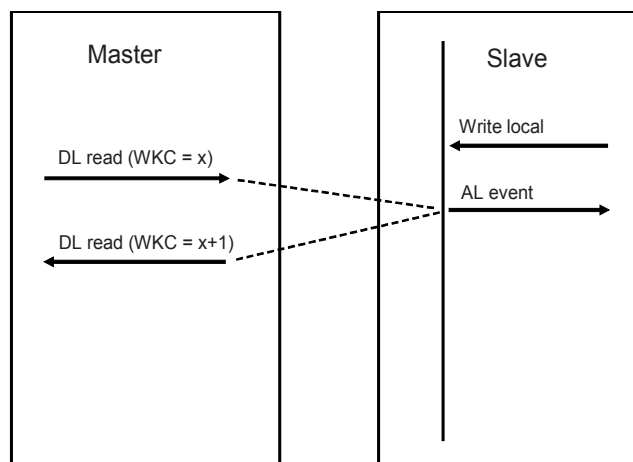 Master
Slave
Write local
DL read (WKC = x)
AL event
DL read (WKC = x+1)